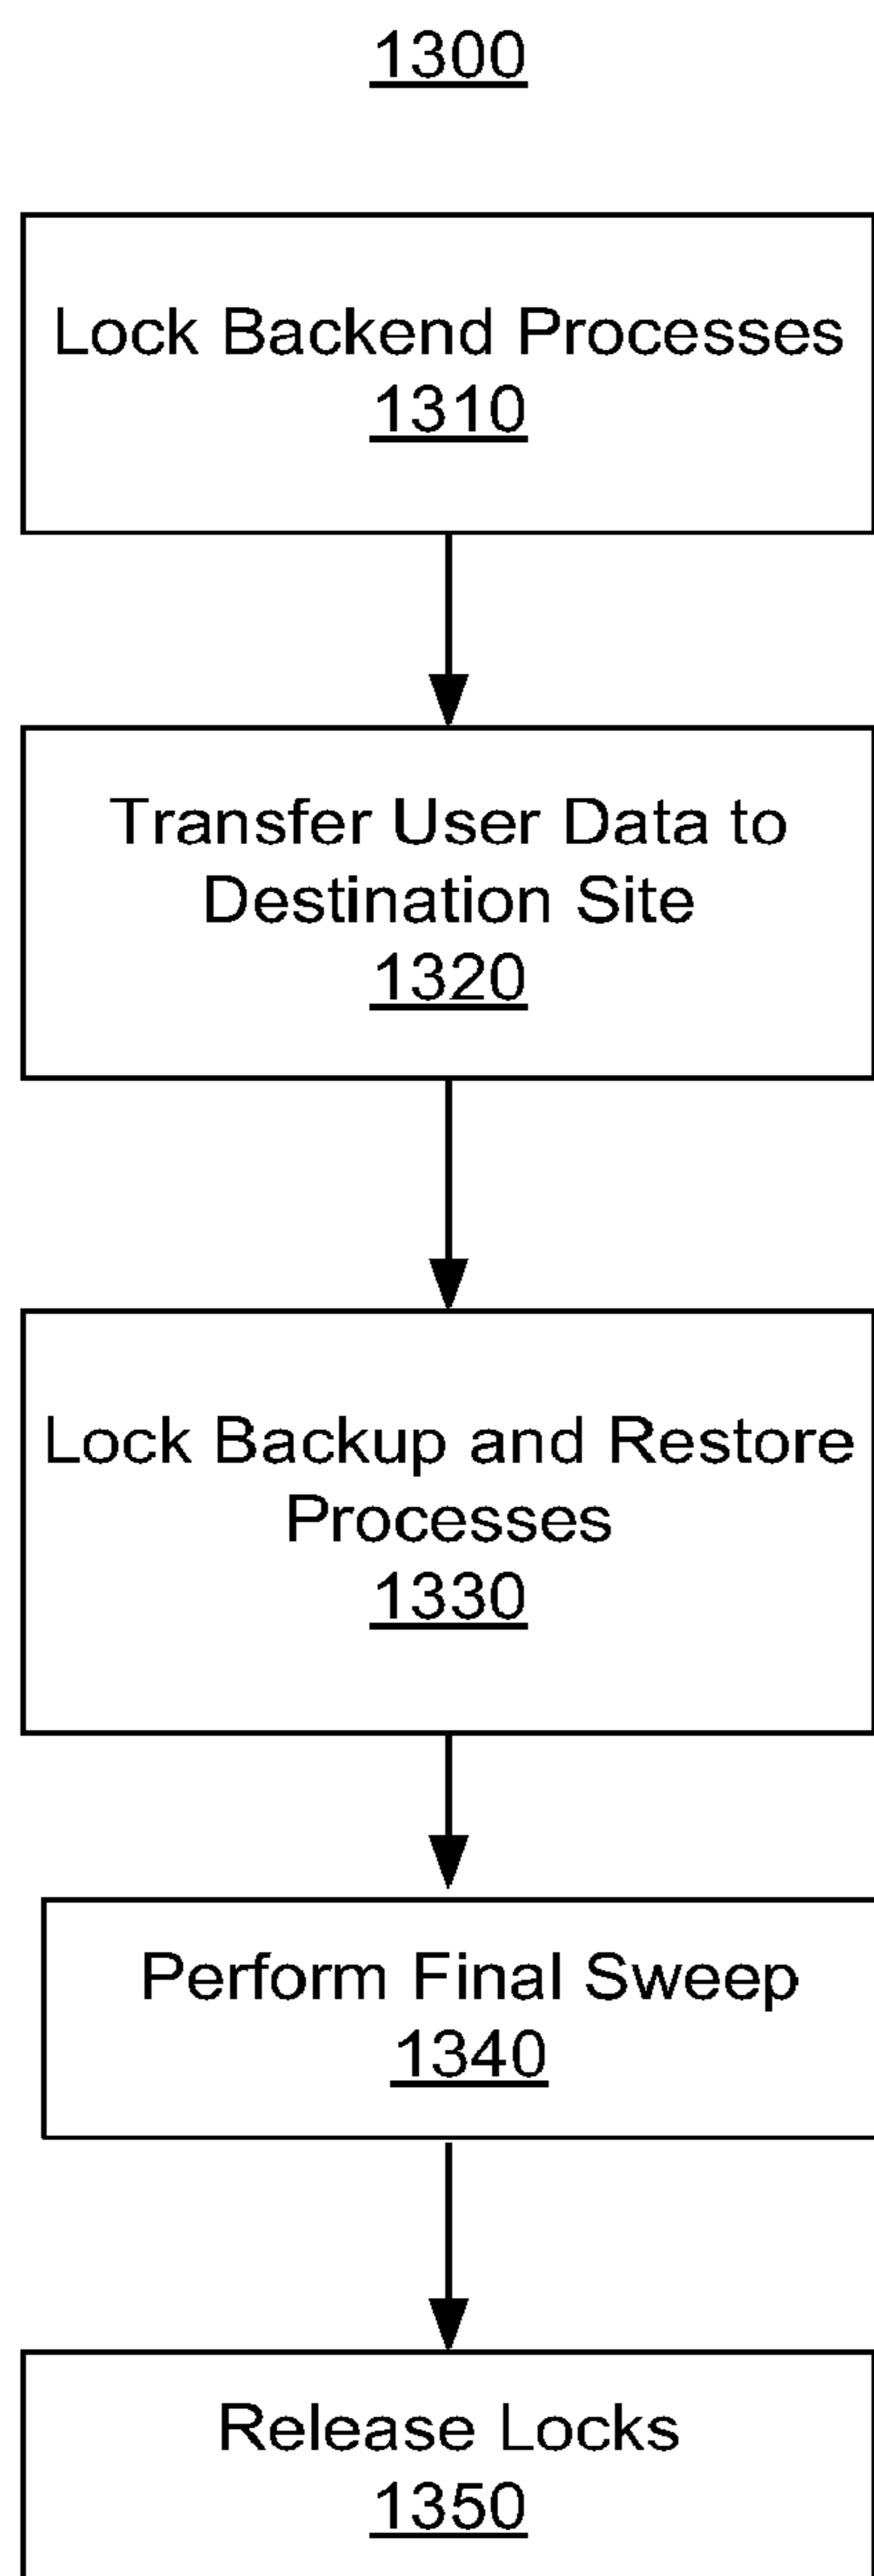 1300
Lock Backend Processes
1310
Transfer User Data to
Destination Site
1320
Lock Backup and Restore
Processes
1330
Perform Final Sweep
1340
Release Locks
1350